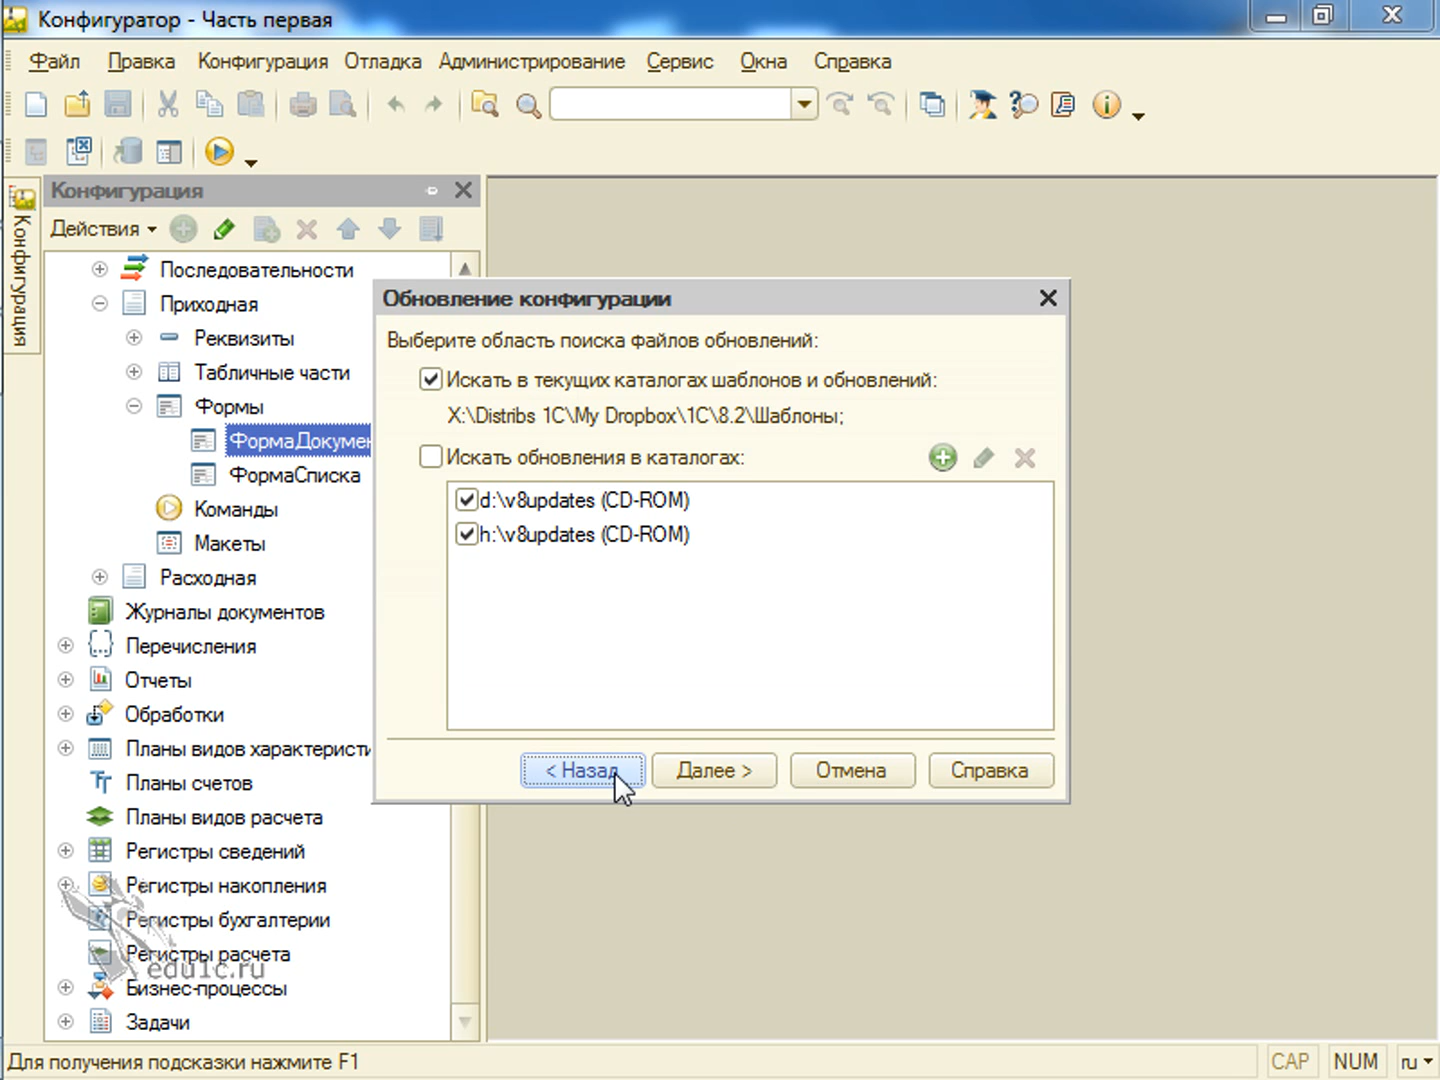 Конфигуратор - Часть первая
Файл Правка Конфигурация Отладка Администрирование Сервис Окна Справка
Конфигурация
Конфигурация
Действия
Последовательности
Приходная
Реквизиты
Табличные части
Формы
ФормаДокумен
ФормаСписка
Команды
Макеты
Расходная
Журналы документов
Перечисления
Отчеты
Обработки
Планы видов характеристи
Планы счетов
Планы видов расчета
Регистры сведений
Регистры накопления
Регистры бухгалтерии
Регистры расчета
edu1c.ru
Бизнес-процессы
Задачи
Обновление конфигурации
Выберите область поиска файлов обновлений:
Искать в текущих каталогах шаблонов и обновлений:
X:\Distribs 1C\My Dropbox\1C\8.2\Шаблоны;
Искать обновления в каталогах:
d:\v8updates (CD-ROM)
h:\v8updates (CD-ROM)
< Назад Далее > Отмена Справка
Для получения подсказки нажмите F1
CAP NUM ru